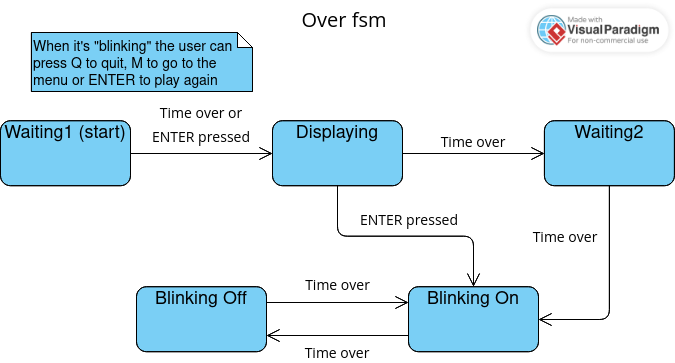 Over fsm
Made with
VisualParadigm
For non-commercial use
When it's "blinking" the user can
press Q to quit, M to go to the
menu or ENTER to play again
Time over or
ENTER pressed
Waiting1 (start)
Displaying
Time over
Waiting2
ENTER pressed
Time over
Blinking Off
Time over
Blinking On
Time over